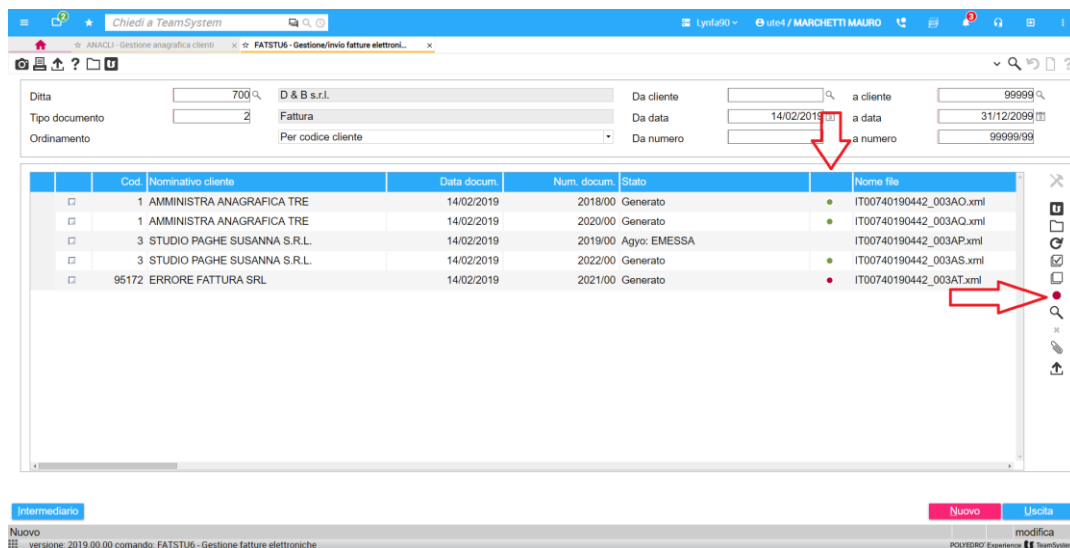 2
Chiedi a TeamSystem
Lynfa90
ute4 / MARCHETTI MAURO
3
ANACLI - Gestione anagrafica clienti x
FATSTU6 - Gestione/invio fatture elettroni... x
Ditta 700 D & B s.r.l. Da cliente a cliente 99999
Tipo documento 2 Fattura Da data 14/02/2019 a data 31/12/2099
Ordinamento Per codice cliente Da numero a numero 99999/99
Cod. Nominativo cliente Data docum. Num. docum. Stato Nome file
1 AMMINISTRA ANAGRAFICA TRE 14/02/2019 2018/00 Generato IT00740190442_003AO.xml
1 AMMINISTRA ANAGRAFICA TRE 14/02/2019 2020/00 Generato IT00740190442_003AQ.xml
3 STUDIO PAGHE SUSANNA S.R.L. 14/02/2019 2019/00 Agyo: EMESSA IT00740190442_003AP.xml
3 STUDIO PAGHE SUSANNA S.R.L. 14/02/2019 2022/00 Generato IT00740190442_003AS.xml
95172 ERRORE FATTURA SRL 14/02/2019 2021/00 Generato IT00740190442_003AT.xml
Intermediario Nuovo Uscita
Nuovo modifica
versione: 2019.00.00 comando: FATSTU6 - Gestione fatture elettroniche POLYEDRO Experience TeamSystem